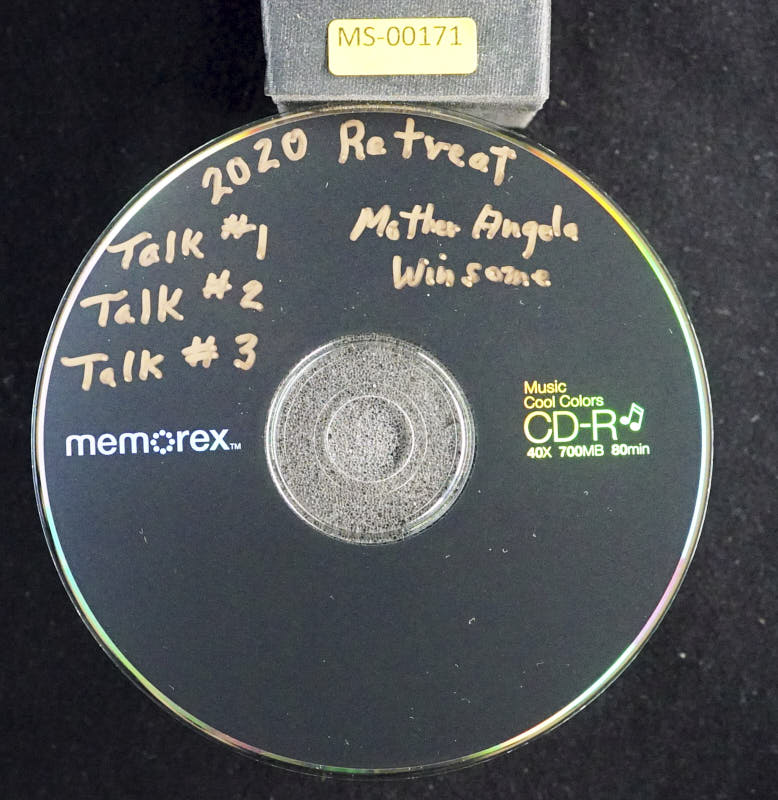 MS-00171
2020 Retreat
Talk #1
Talk #2
Talk #3
Mother Angela
Winsome
memorex™
Music
Cool Colors
CD-R
40X 700MB 80min